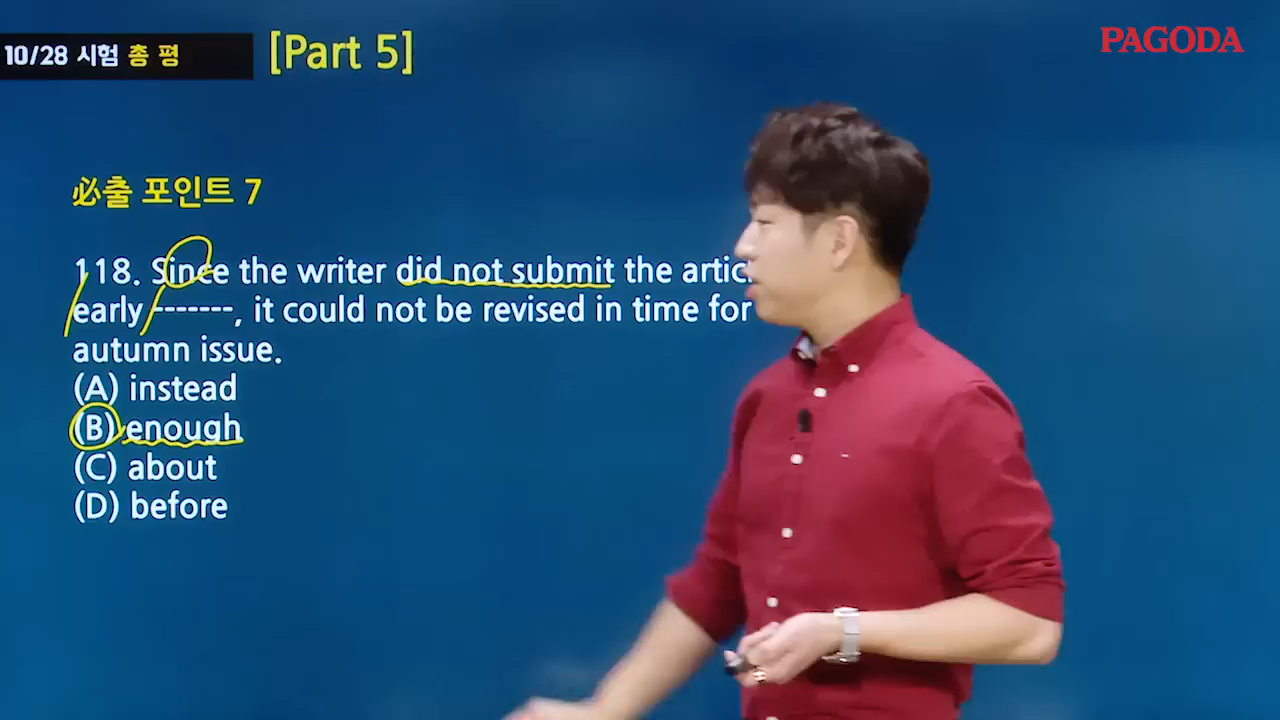 10/28 시험 총 평
[Part 5]
PAGODA
必출 포인트 7
118. Since the writer did not submit the
early -------, it could not be revised in time for
autumn issue.
(A) instead
(B) enough
(C) about
(D) before